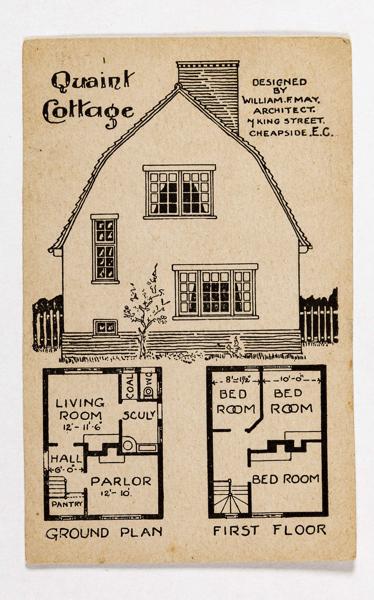 Quaint
Cottage
DESIGNED
BY
WILLIAM.F.MAY.
ARCHITECT.
KING STREET.
CHEAPSIDE.E.C.
LIVING
ROOM
12'-11'·6"
COAL
W.C.
SCULY
HALL
6'-0"
PANTRY
PARLOR
12'-10'.
GROUND PLAN
8'-1½"
BED
ROOM
10'-0"
BED
ROOM
BED ROOM
FIRST FLOOR